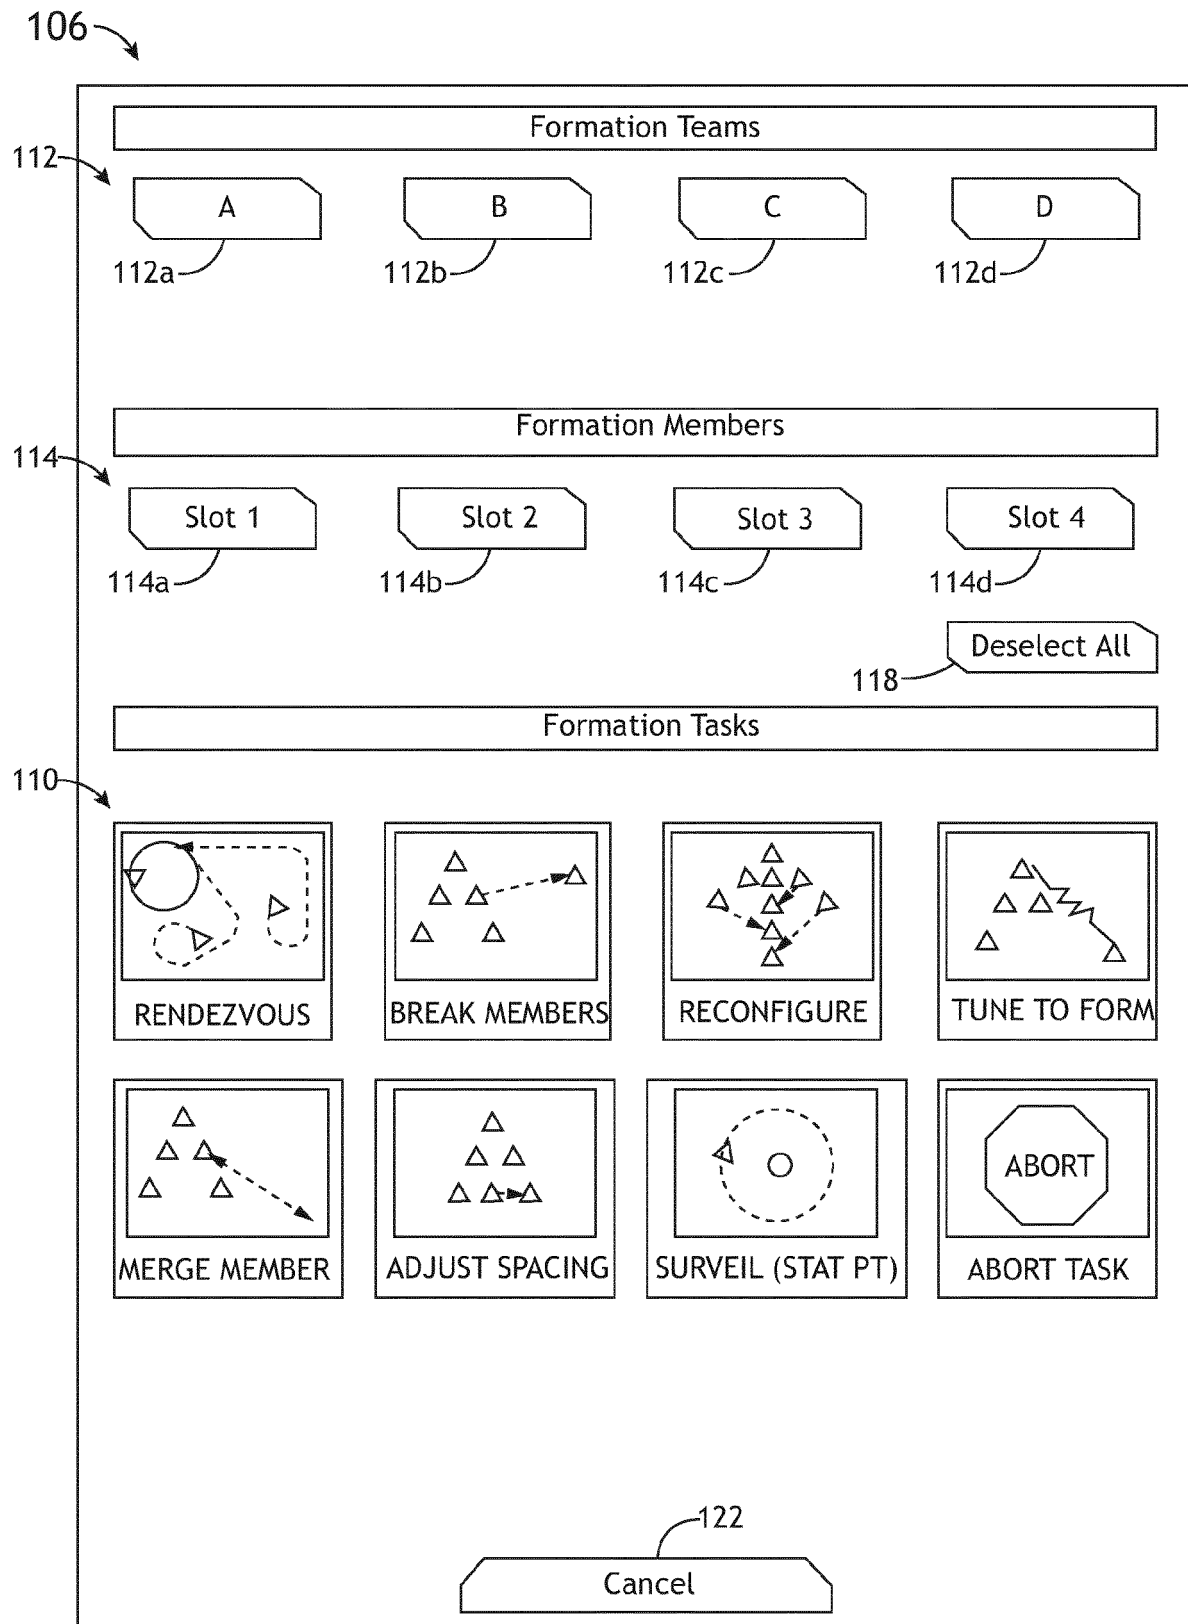 106
Formation Teams
112
A B C D
112a 112b 112c 112d
Formation Members
114
Slot 1 Slot 2 Slot 3 Slot 4
114a 114b 114c 114d
Deselect All
118
Formation Tasks
110
RENDEZVOUS BREAK MEMBERS RECONFIGURE TUNE TO FORM
ABORT
MERGE MEMBER ADJUST SPACING SURVEIL (STAT PT) ABORT TASK
122
Cancel